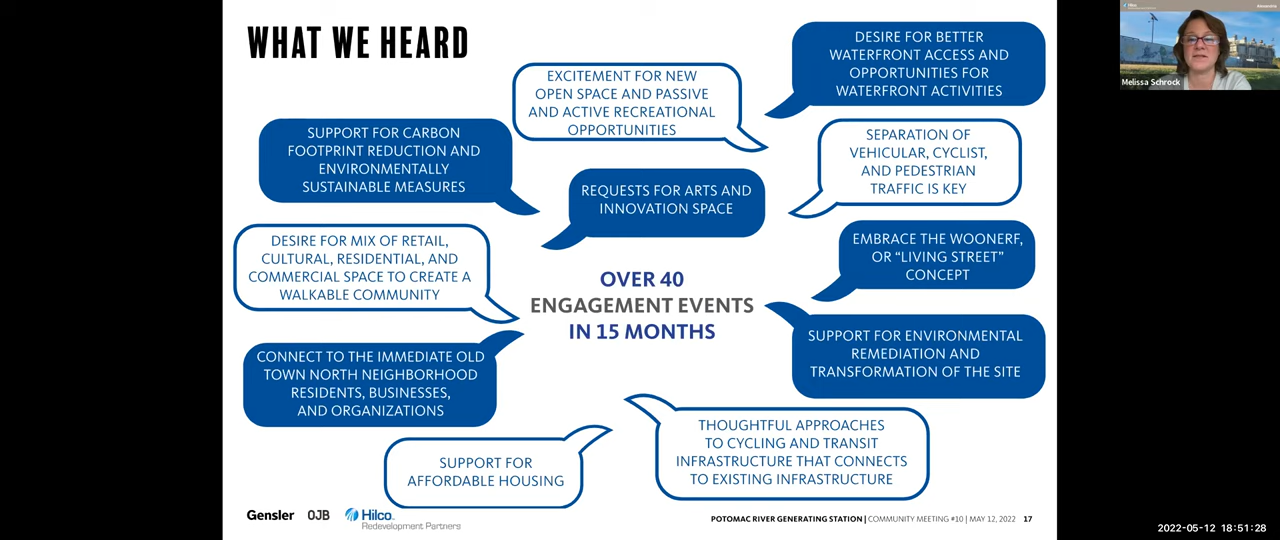 WHAT WE HEARD
DESIRE FOR BETTER
WATERFRONT ACCESS AND
OPPORTUNITIES FOR
WATERFRONT ACTIVITIES
EXCITEMENT FOR NEW
OPEN SPACE AND PASSIVE
AND ACTIVE RECREATIONAL
OPPORTUNITIES
SUPPORT FOR CARBON
FOOTPRINT REDUCTION AND
ENVIRONMENTALLY
SUSTAINABLE MEASURES
SEPARATION OF
VEHICULAR, CYCLIST,
AND PEDESTRIAN
TRAFFIC IS KEY
REQUESTS FOR ARTS AND
INNOVATION SPACE
DESIRE FOR MIX OF RETAIL,
CULTURAL, RESIDENTIAL, AND
COMMERCIAL SPACE TO CREATE A
WALKABLE COMMUNITY
EMBRACE THE WOONERF,
OR “LIVING STREET”
CONCEPT
OVER 40
ENGAGEMENT EVENTS
IN 15 MONTHS
CONNECT TO THE IMMEDIATE OLD
TOWN NORTH NEIGHBORHOOD
RESIDENTS, BUSINESSES,
AND ORGANIZATIONS
SUPPORT FOR ENVIRONMENTAL
REMEDIATION AND
TRANSFORMATION OF THE SITE
SUPPORT FOR
AFFORDABLE HOUSING
THOUGHTFUL APPROACHES
TO CYCLING AND TRANSIT
INFRASTRUCTURE THAT CONNECTS
TO EXISTING INFRASTRUCTURE
Gensler OJB Hilco
Redevelopment Partners
POTOMAC RIVER GENERATING STATION | COMMUNITY MEETING #10 | MAY 12, 2022 17
Melissa Schrock
2022-05-12 18:51:28